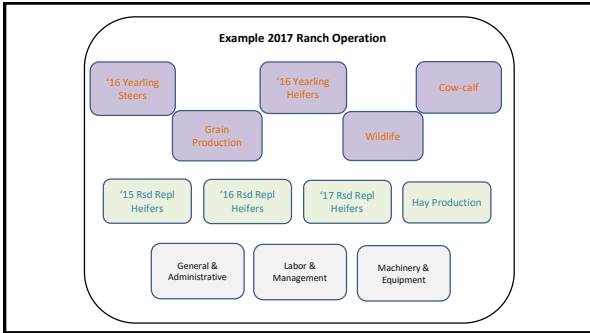 Example 2017 Ranch Operation
‘16 Yearling
Steers
‘16 Yearling
Heifers
Cow-calf
Grain
Production
Wildlife
‘15 Rsd Repl
Heifers
‘16 Rsd Repl
Heifers
‘17 Rsd Repl
Heifers
Hay Production
General &
Administrative
Labor &
Management
Machinery &
Equipment